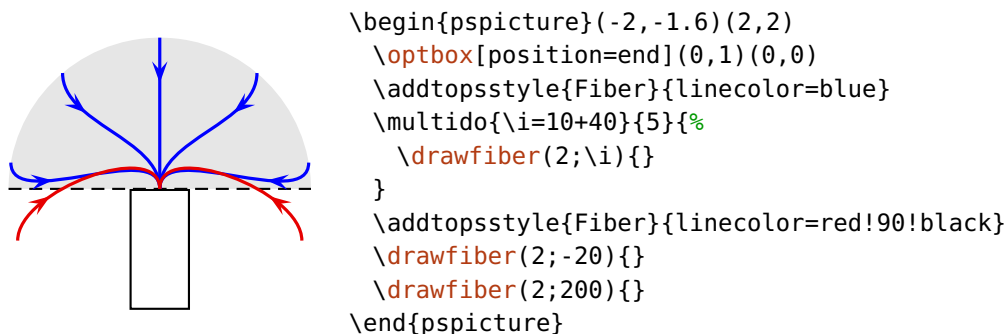 \begin{pspicture}(-2,-1.6)(2,2)
  \optbox[position=end](0,1)(0,0)
  \addtopsstyle{Fiber}{linecolor=blue}
  \multido{\i=10+40}{5}{%
    \drawfiber(2;\i){}
  }
  \addtopsstyle{Fiber}{linecolor=red!90!black}
  \drawfiber(2;-20){}
  \drawfiber(2;200){}
\end{pspicture}